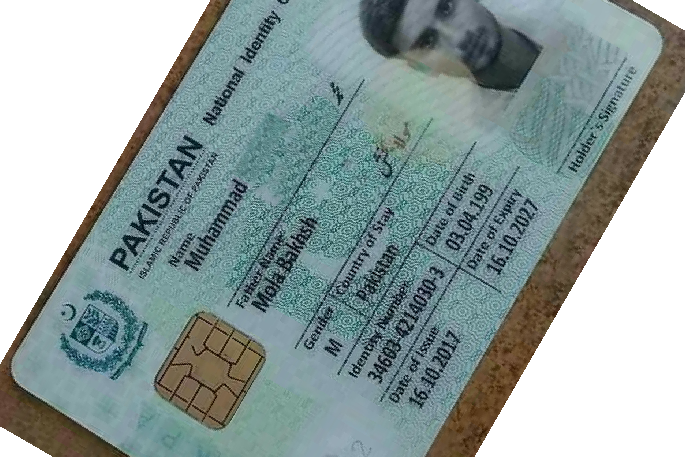 PAKISTAN National Identity
ISLAMIC REPUBLIC OF PAKISTAN
Name
Muhammad
Father Name
Mola Bakhsh
Gender Country of Stay
M Pakistan
Identity Number Date of Birth
34603-4214030-3 03.04.199
Date of Issue Date of Expiry
16.10.2017 16.10.2027
Holder's Signature